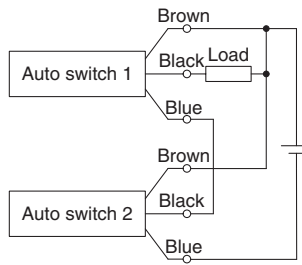 Brown
Black Load
Auto switch 1
Blue
Brown
Black
Auto switch 2
Blue